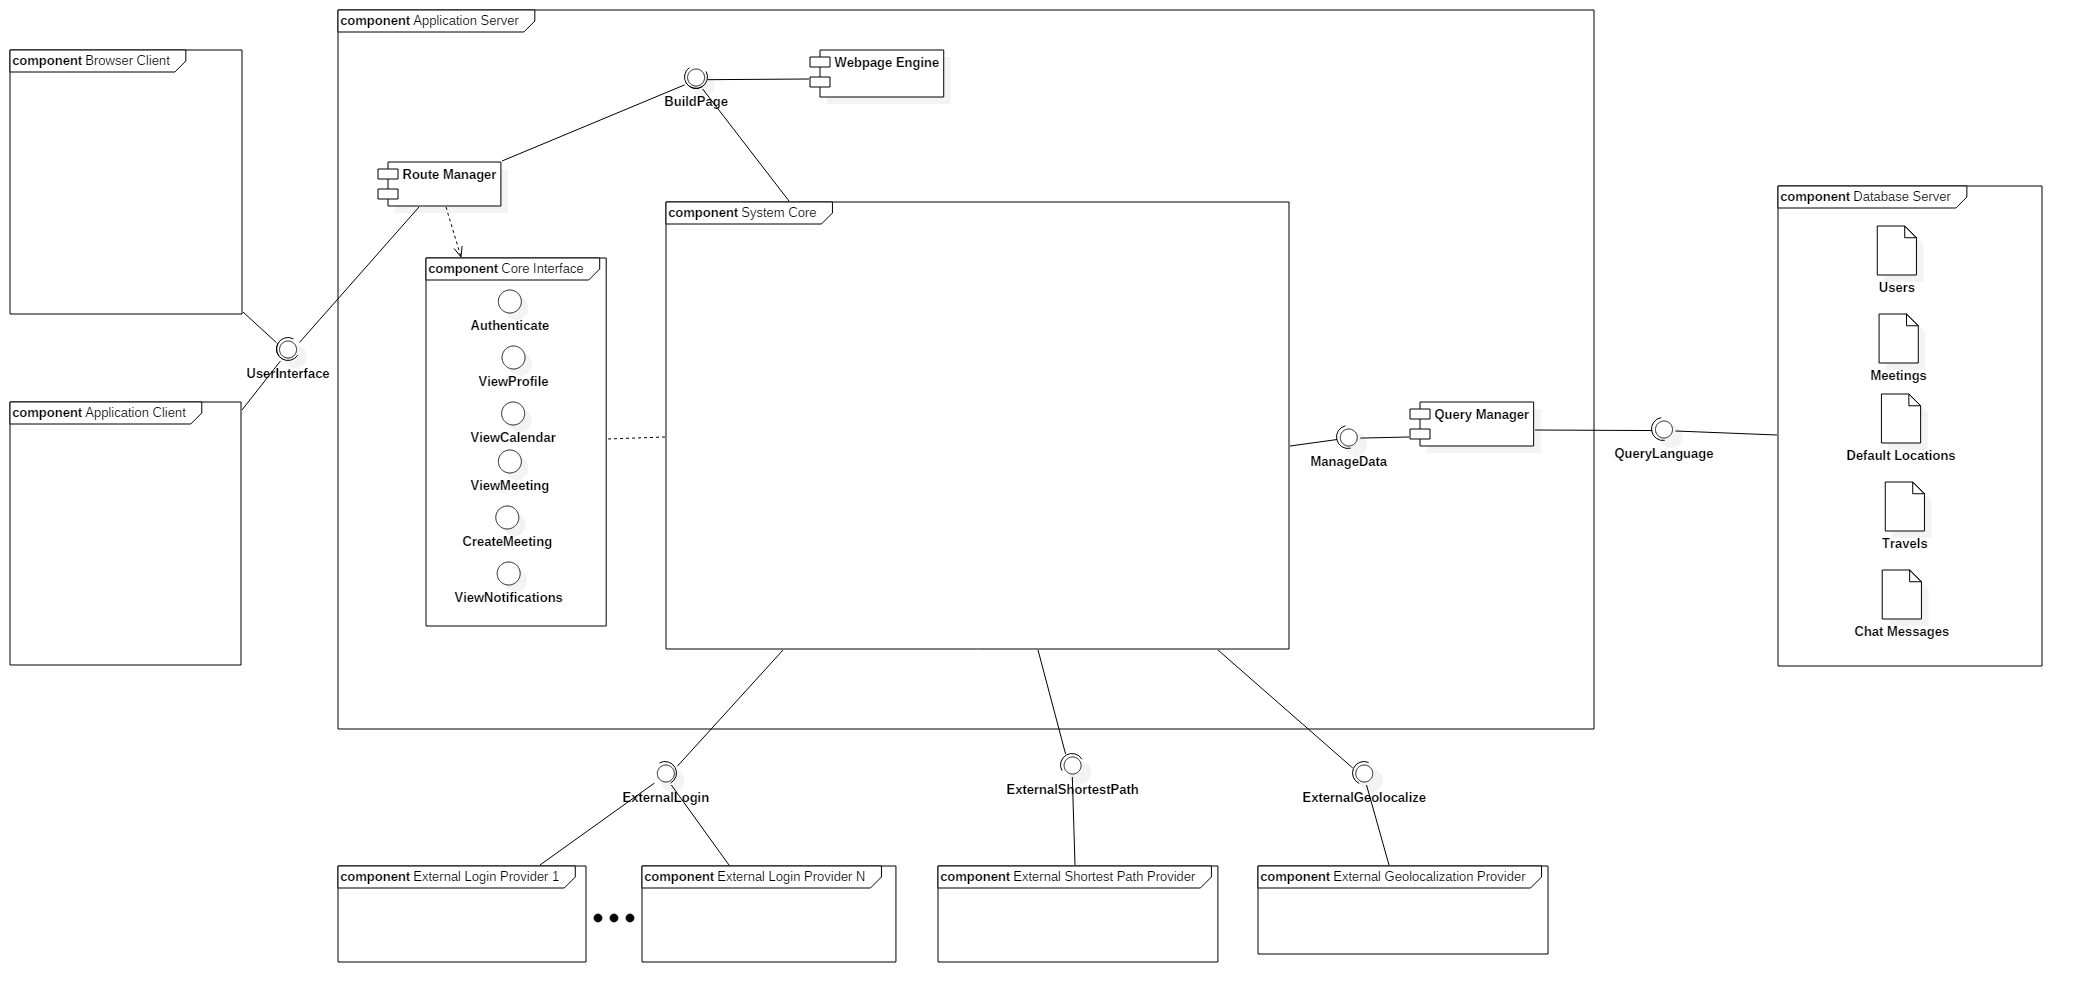 component Application Server
component Browser Client
Webpage Engine
BuildPage
Route Manager
component System Core
component Database Server
component Core Interface
Users
Authenticate
Meetings
ViewProfile
UserInterface
component Application Client
ViewCalendar
Query Manager
ManageData
QueryLanguage
Default Locations
ViewMeeting
CreateMeeting
Travels
ViewNotifications
Chat Messages
ExternalLogin
ExternalShortestPath
ExternalGeolocalize
component External Login Provider 1
component External Login Provider N
component External Shortest Path Provider
component External Geolocalization Provider